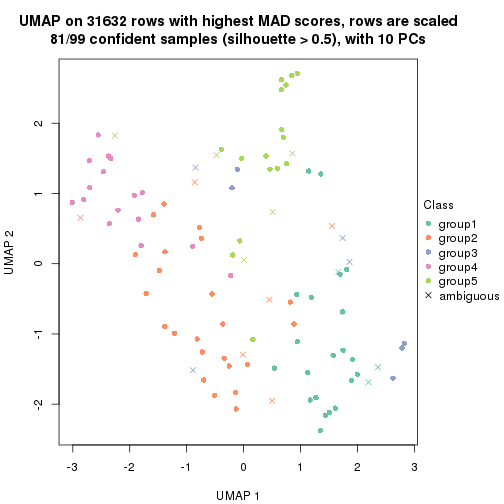 UMAP on 31632 rows with highest MAD scores, rows are scaled
81/99 confident samples (silhouette > 0.5), with 10 PCs
2
1
0
-1
-2
UMAP 2
-3
-2
-1
0
1
2
3
UMAP 1
Class
group1
group2
group3
group4
group5
ambiguous